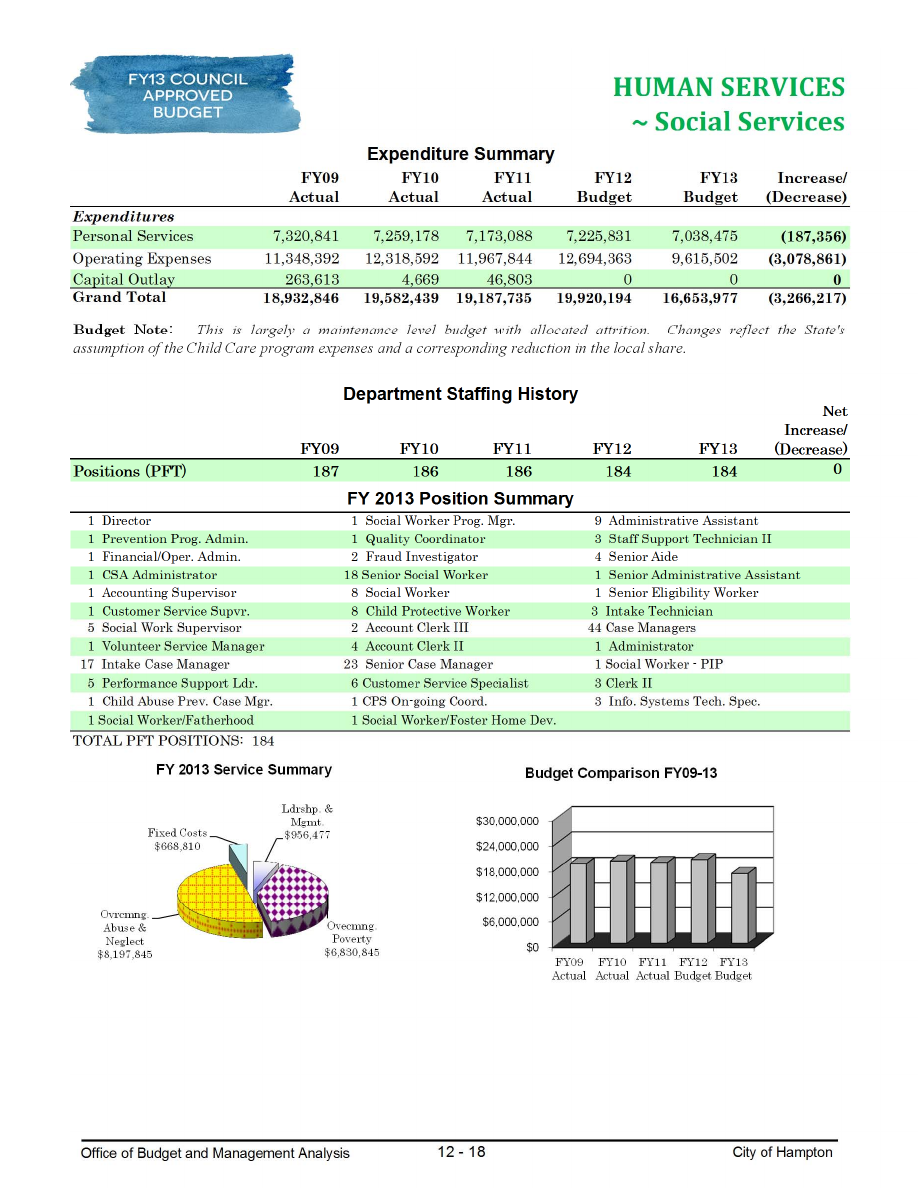 FY13 COUNCIL
APPROVED
BUDGET
HUMAN SERVICES
~ Social Services
Expenditure Summary
FY09 FY10 FY11 FY12 FY13 Increase/
Actual Actual Actual Budget Budget (Decrease)
Expenditures
Personal Services 7,320,841 7,259,178 7,173,088 7,225,831 7,038,475 (187,356)
Operating Expenses 11,348,392 12,318,592 11,967,844 12,694,363 9,615,502 (3,078,861)
Capital Outlay 263,613 4,669 46,803 0 0 0
Grand Total 18,932,846 19,582,439 19,187,735 19,920,194 16,653,977 (3,266,217)
Budget Note: This is largely a maintenance level budget with allocated attrition. Changes reflect the State's
assumption of the Child Care program expenses and a corresponding reduction in the local share.
Department Staffing History
Net
Increase/
FY09 FY10 FY11 FY12 FY13 (Decrease)
Positions (PFT) 187 186 186 184 184 0
FY 2013 Position Summary
1 Director 1 Social Worker Prog. Mgr. 9 Administrative Assistant
1 Prevention Prog. Admin. 1 Quality Coordinator 3 Staff Support Technician II
1 Financial/Oper. Admin. 2 Fraud Investigator 4 Senior Aide
1 CSA Administrator 18 Senior Social Worker 1 Senior Administrative Assistant
1 Accounting Supervisor 8 Social Worker 1 Senior Eligibility Worker
1 Customer Service Supvr. 8 Child Protective Worker 3 Intake Technician
5 Social Work Supervisor 2 Account Clerk III 44 Case Managers
1 Volunteer Service Manager 4 Account Clerk II 1 Administrator
17 Intake Case Manager 23 Senior Case Manager 1 Social Worker - PIP
5 Performance Support Ldr. 6 Customer Service Specialist 3 Clerk II
1 Child Abuse Prev. Case Mgr. 1 CPS On-going Coord. 3 Info. Systems Tech. Spec.
1 Social Worker/Fatherhood 1 Social Worker/Foster Home Dev.
TOTAL PFT POSITIONS: 184
FY 2013 Service Summary
Ldrshp. &
Mgmt.
$956,477
Fixed Costs
$668,810
Ovrcmng.
Abuse &
Neglect
$8,197,845
Ovecmng.
Poverty
$6,830,845
Budget Comparison FY09-13
$30,000,000
$24,000,000
$18,000,000
$12,000,000
$6,000,000
$0
FY09 FY10 FY11 FY12 FY13
Actual Actual Actual Budget Budget
Office of Budget and Management Analysis 12 - 18 City of Hampton